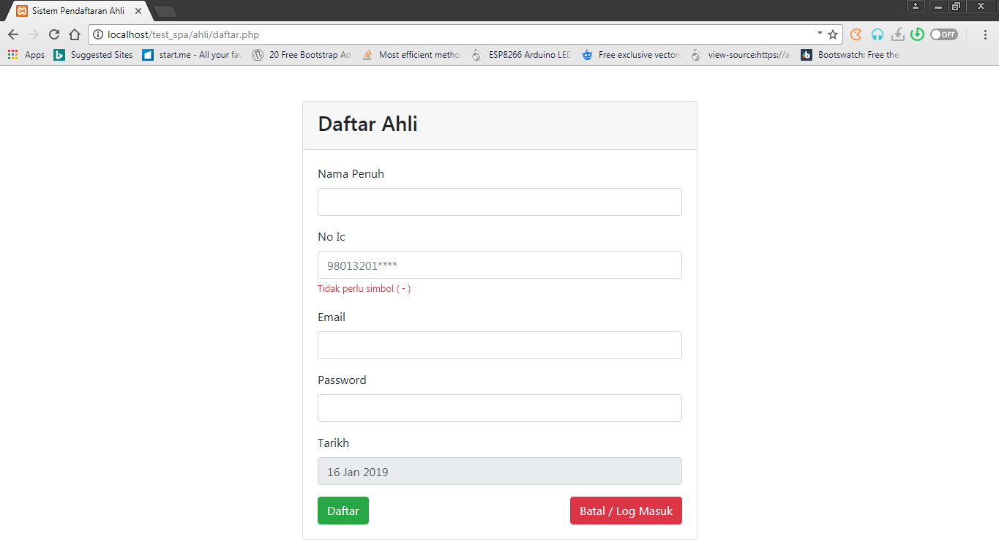 Sistem Pendaftaran Ahli
localhost/test_spa/ahli/daftar.php
OFF
Apps Suggested Sites start.me - All your fav 20 Free Bootstrap Ad Most efficient metho ESP8266 Arduino LED Free exclusive vectors view-source:https://a Bootswatch: Free the
Daftar Ahli
Nama Penuh
No Ic
98013201****
Tidak perlu simbol ( - )
Email
Password
Tarikh
16 Jan 2019
Daftar Batal / Log Masuk